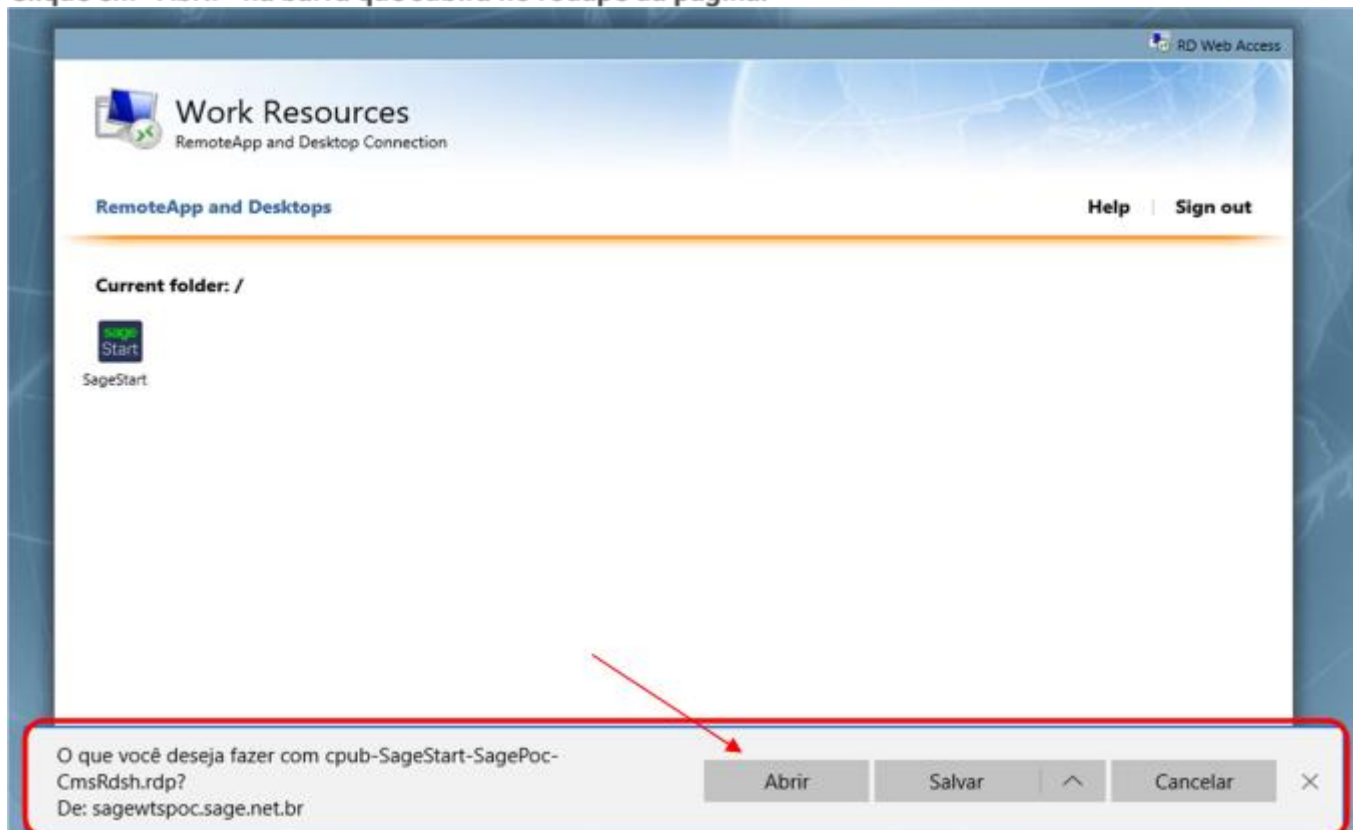 RD Web Access
Work Resources
RemoteApp and Desktop Connection
RemoteApp and Desktops
Help
Sign out
Current folder: /
sage
Start
SageStart
O que você deseja fazer com cpub-SageStart-SagePoc-
CmsRdsh.rdp?
De: sagewtspoc.sage.net.br
Abrir
Salvar
Cancelar